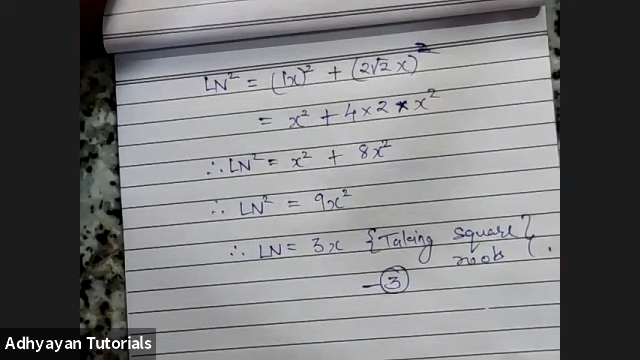 LN² = (1x)² + (2√2 x)²
= x² + 4 × 2 × x²
∴ LN² = x² + 8x²
∴ LN² = 9x²
∴ LN = 3x {Taking square
roots }.
— ③
Adhyayan Tutorials